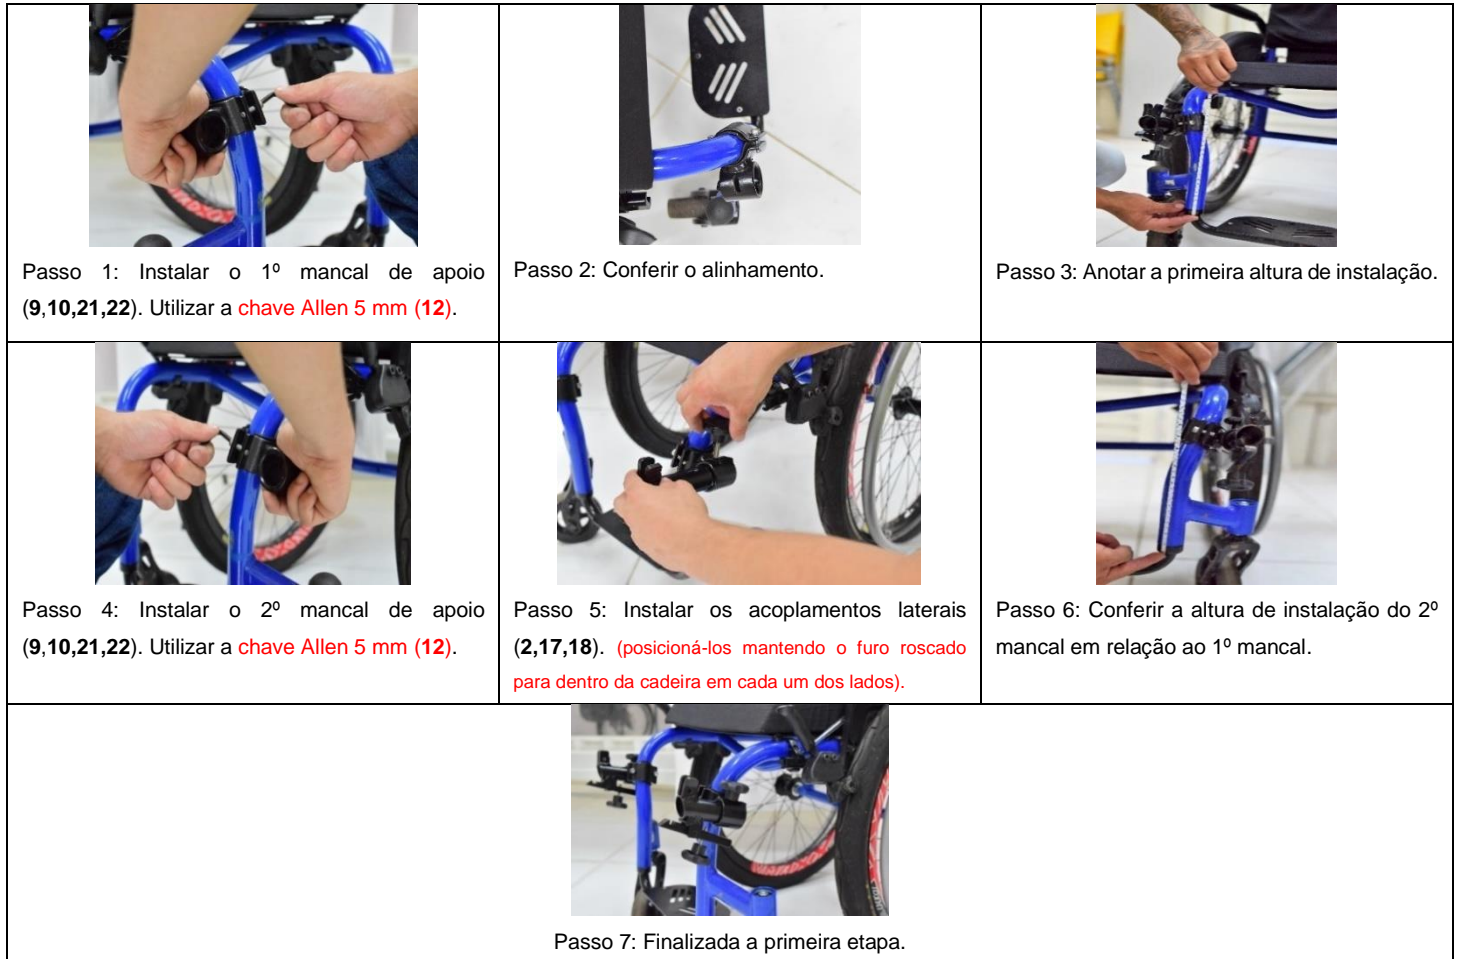 Passo 1: Instalar o 1º mancal de apoio
(9,10,21,22). Utilizar a chave Allen 5 mm (12).
Passo 2: Conferir o alinhamento.
Passo 3: Anotar a primeira altura de instalação.
Passo 4: Instalar o 2º mancal de apoio
(9,10,21,22). Utilizar a chave Allen 5 mm (12).
Passo 5: Instalar os acoplamentos laterais
(2,17,18). (posicioná-los mantendo o furo roscado
para dentro da cadeira em cada um dos lados).
Passo 6: Conferir a altura de instalação do 2º
mancal em relação ao 1º mancal.
Passo 7: Finalizada a primeira etapa.